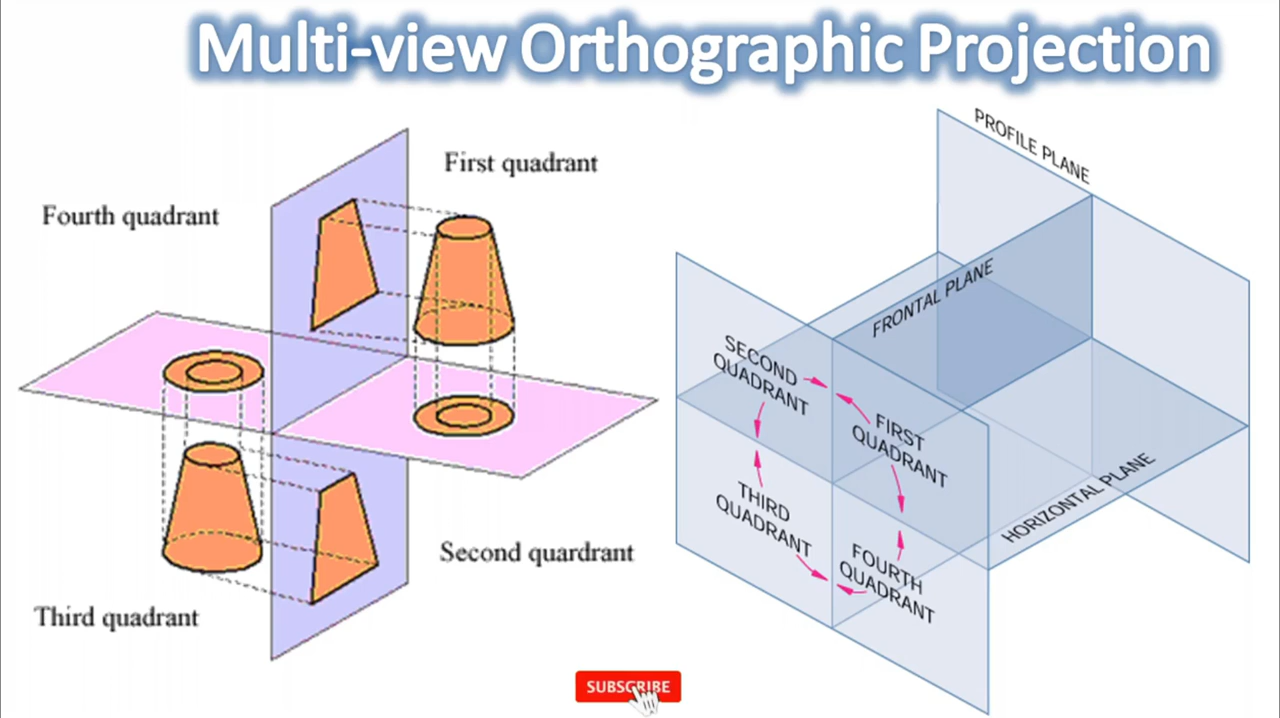 Multi-view Orthographic Projection
First quadrant
Fourth quadrant
Second quardrant
Third quadrant
PROFILE PLANE
FRONTAL PLANE
SECOND
QUADRANT
FIRST
QUADRANT
THIRD
QUADRANT
FOURTH
QUADRANT
HORIZONTAL PLANE
SUBSCRIBE